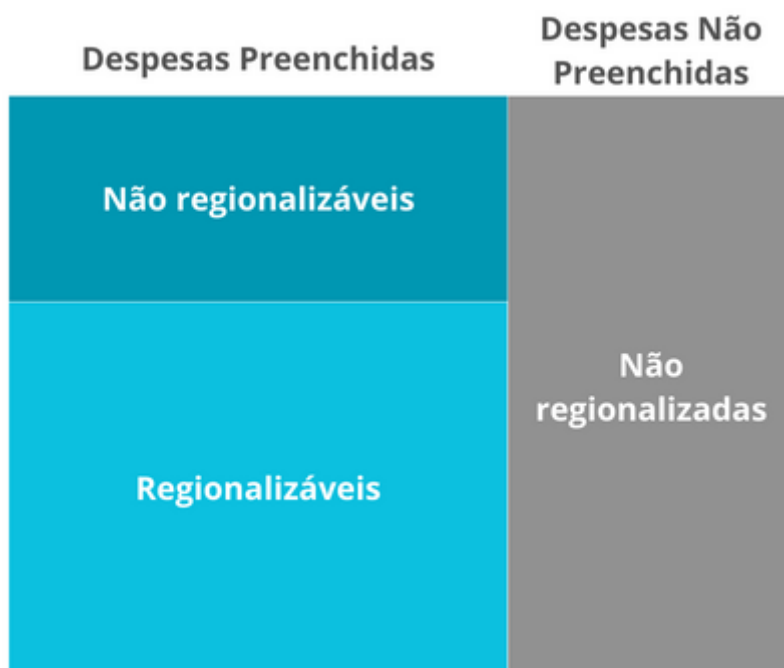 Despesas Preenchidas
Despesas Não
Preenchidas
Não regionalizáveis
Regionalizáveis
Não
regionalizadas